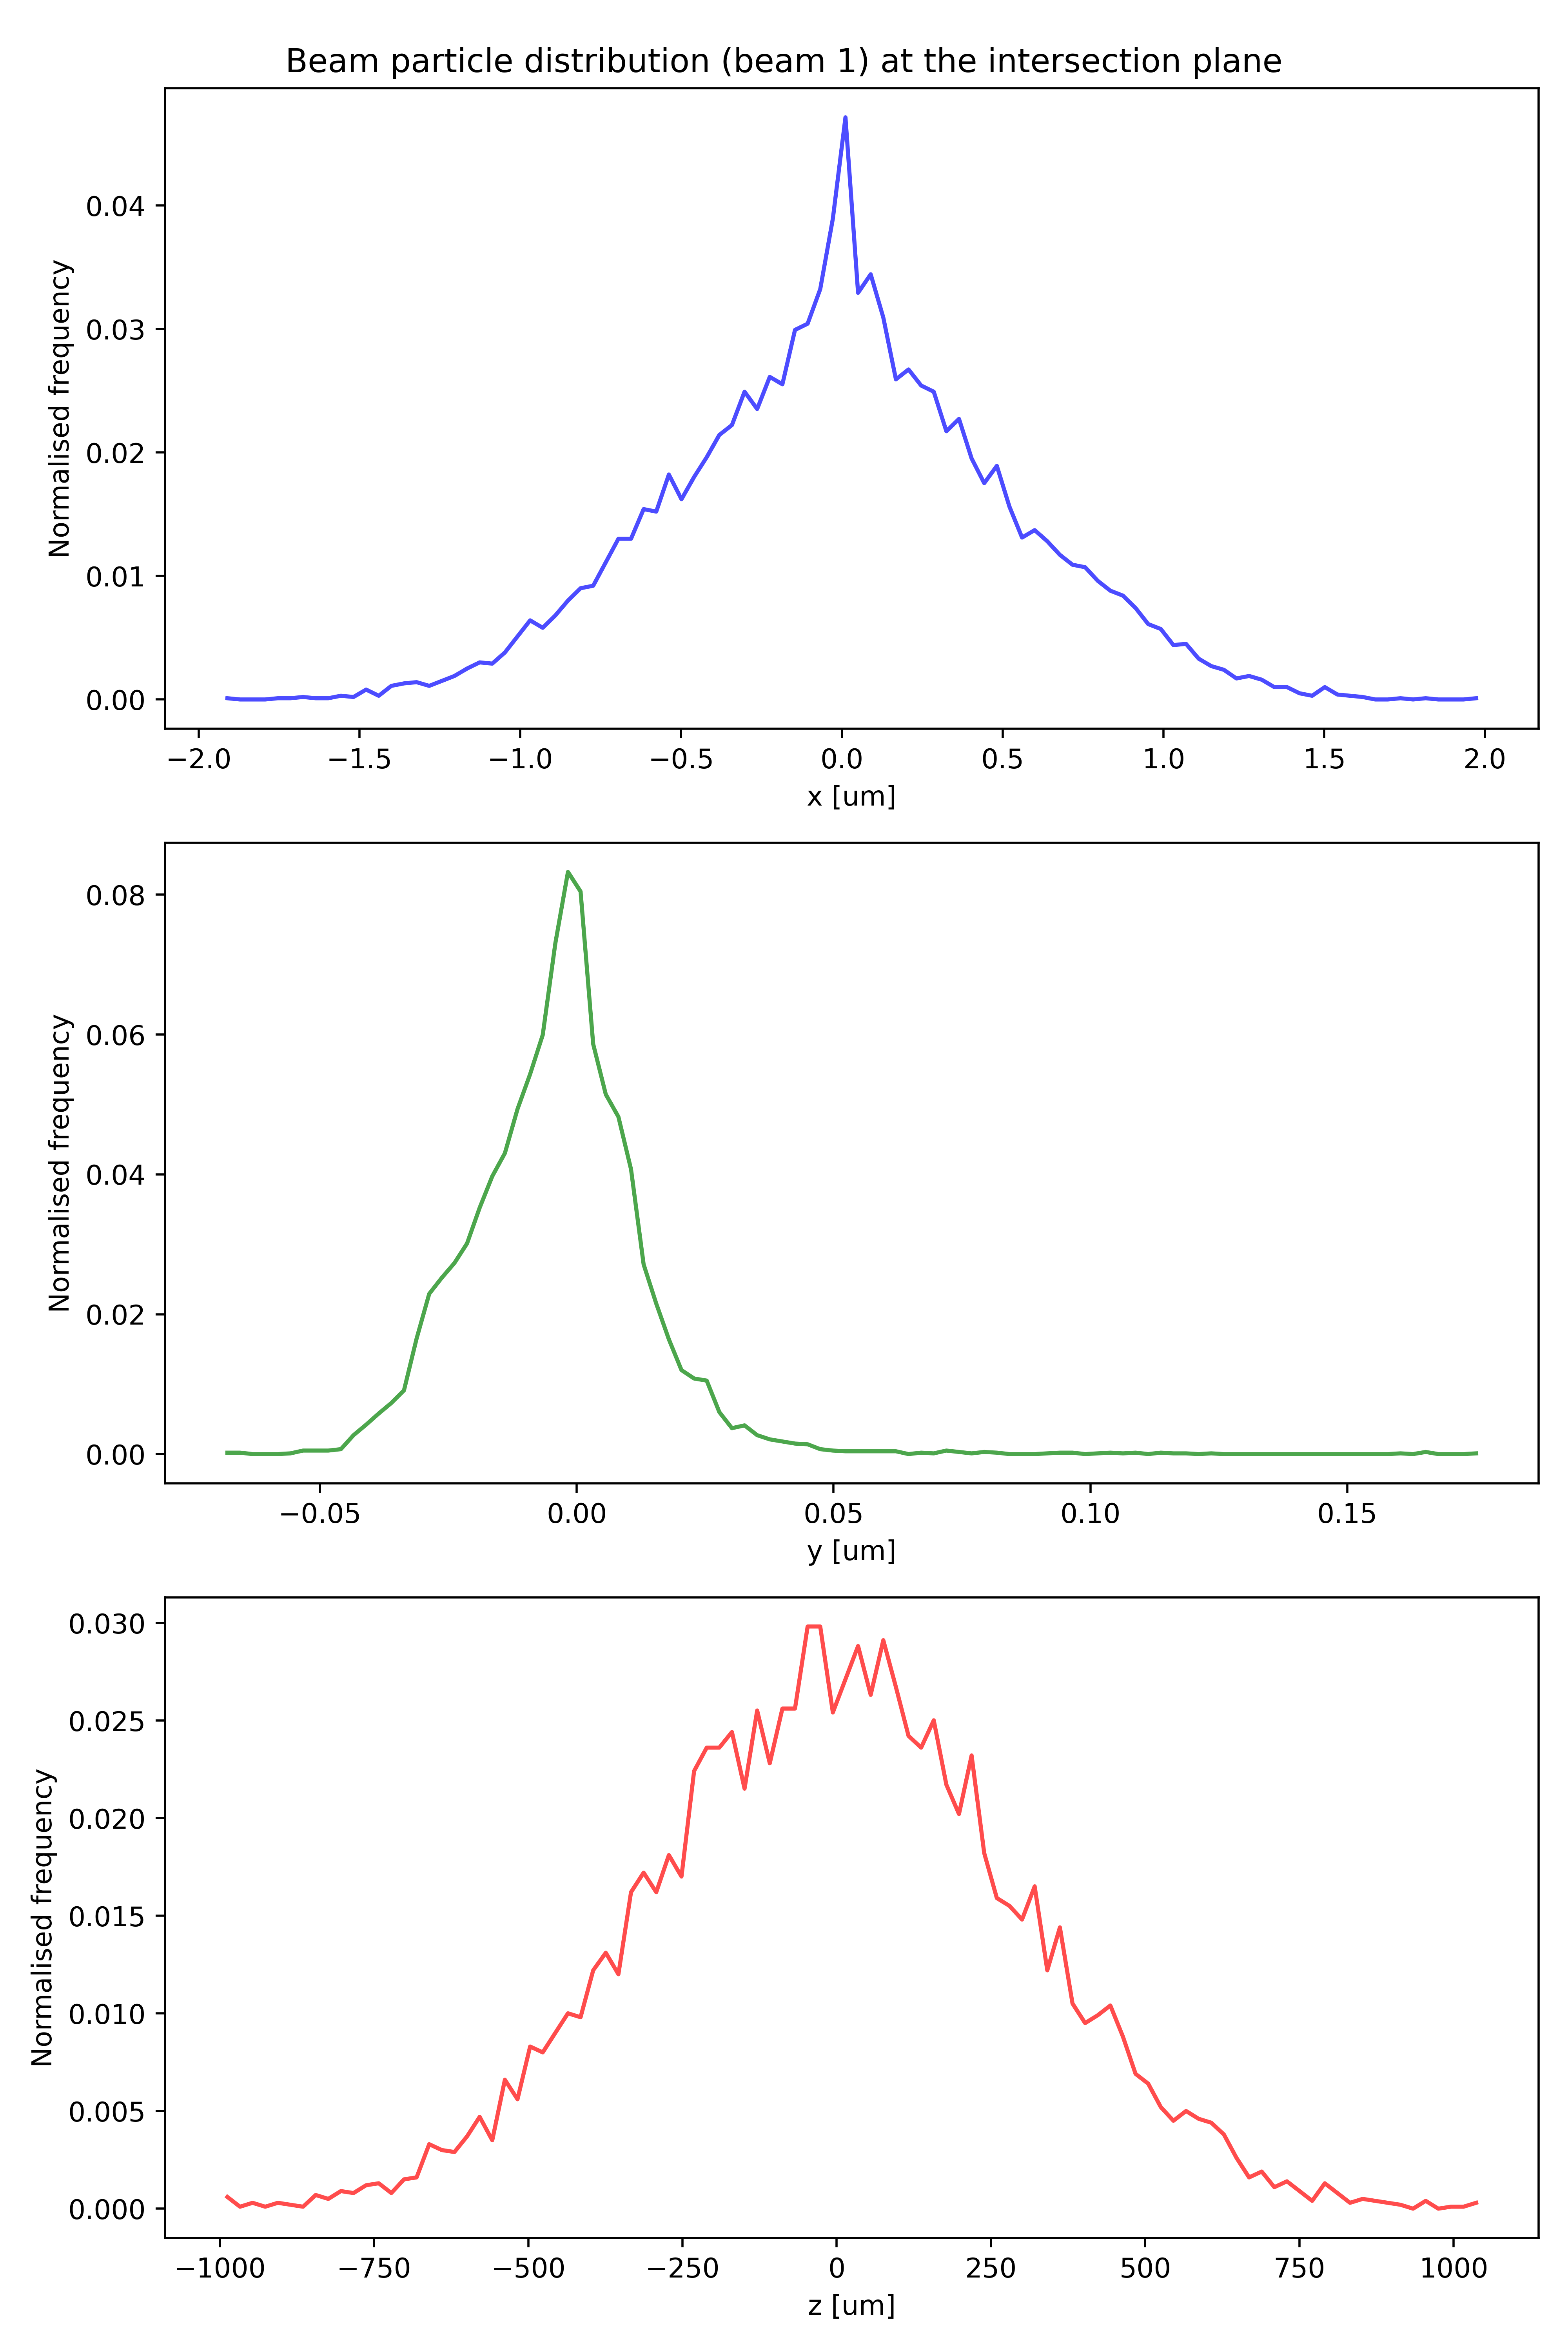 Beam particle distribution (beam 1) at the intersection plane
Normalised frequency
0.04
0.03
0.02
0.01
0.00
−2.0 −1.5 −1.0 −0.5 0.0 0.5 1.0 1.5 2.0
x [um]
Normalised frequency
0.08
0.06
0.04
0.02
0.00
−0.05 0.00 0.05 0.10 0.15
y [um]
Normalised frequency
0.030
0.025
0.020
0.015
0.010
0.005
0.000
−1000 −750 −500 −250 0 250 500 750 1000
z [um]